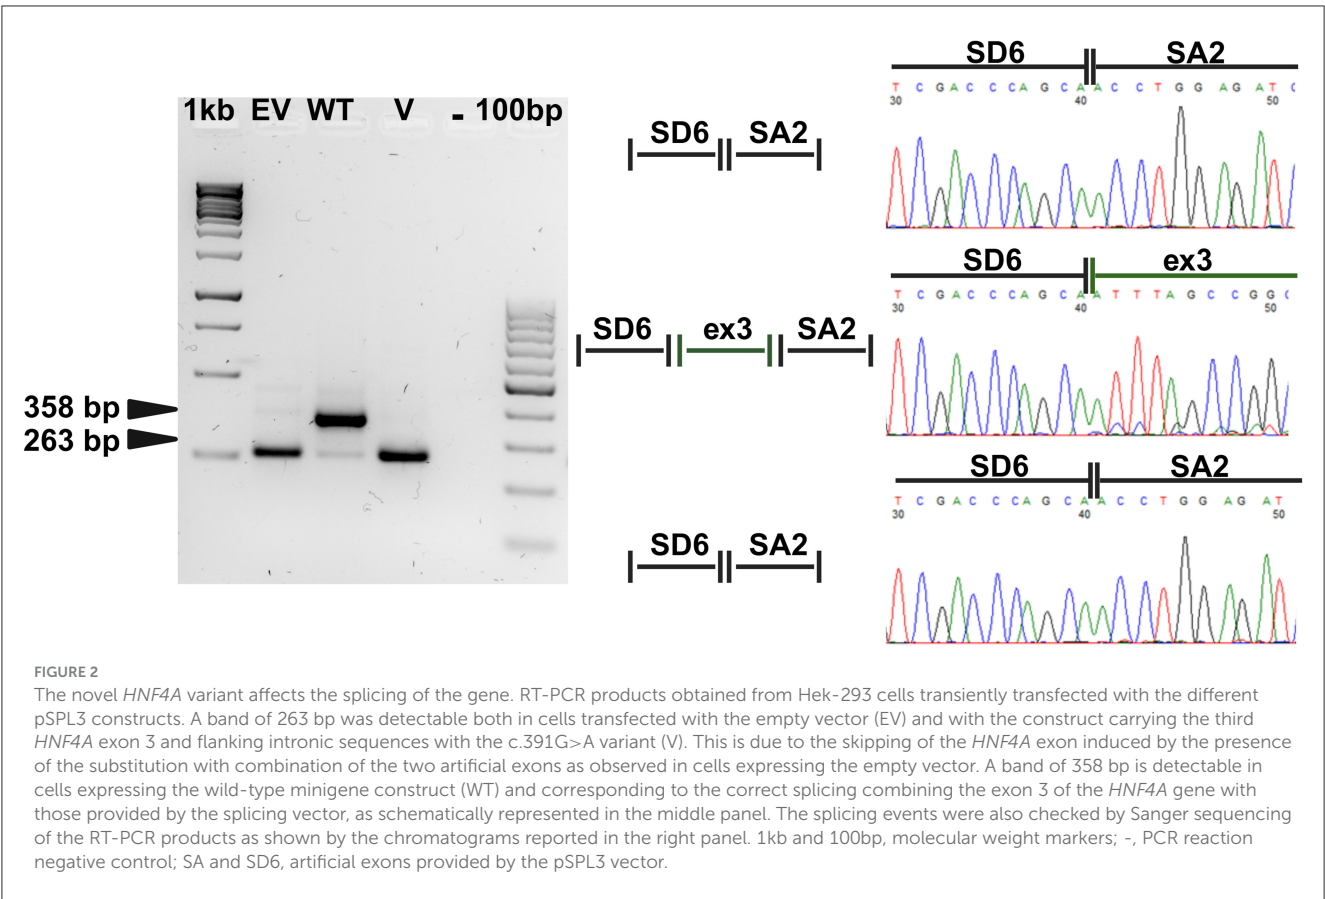 1kb EV WT V - 100bp
358 bp
263 bp
SD6 SA2
SD6 ex3 SA2
SD6 SA2
SD6 SA2
T C G A C C C A G C A A C C T G G A G A T C
30 40 50
SD6 ex3
T C G A C C C A G C A A T T T A G C C G G C
30 40 50
SD6 SA2
T C G A C C C A G C A A C C T G G A G A T
30 40 50
FIGURE 2
The novel HNF4A variant affects the splicing of the gene. RT-PCR products obtained from Hek-293 cells transiently transfected with the different
pSPL3 constructs. A band of 263 bp was detectable both in cells transfected with the empty vector (EV) and with the construct carrying the third
HNF4A exon 3 and flanking intronic sequences with the c.391G>A variant (V). This is due to the skipping of the HNF4A exon induced by the presence
of the substitution with combination of the two artificial exons as observed in cells expressing the empty vector. A band of 358 bp is detectable in
cells expressing the wild-type minigene construct (WT) and corresponding to the correct splicing combining the exon 3 of the HNF4A gene with
those provided by the splicing vector, as schematically represented in the middle panel. The splicing events were also checked by Sanger sequencing
of the RT-PCR products as shown by the chromatograms reported in the right panel. 1kb and 100bp, molecular weight markers; -, PCR reaction
negative control; SA and SD6, artificial exons provided by the pSPL3 vector.